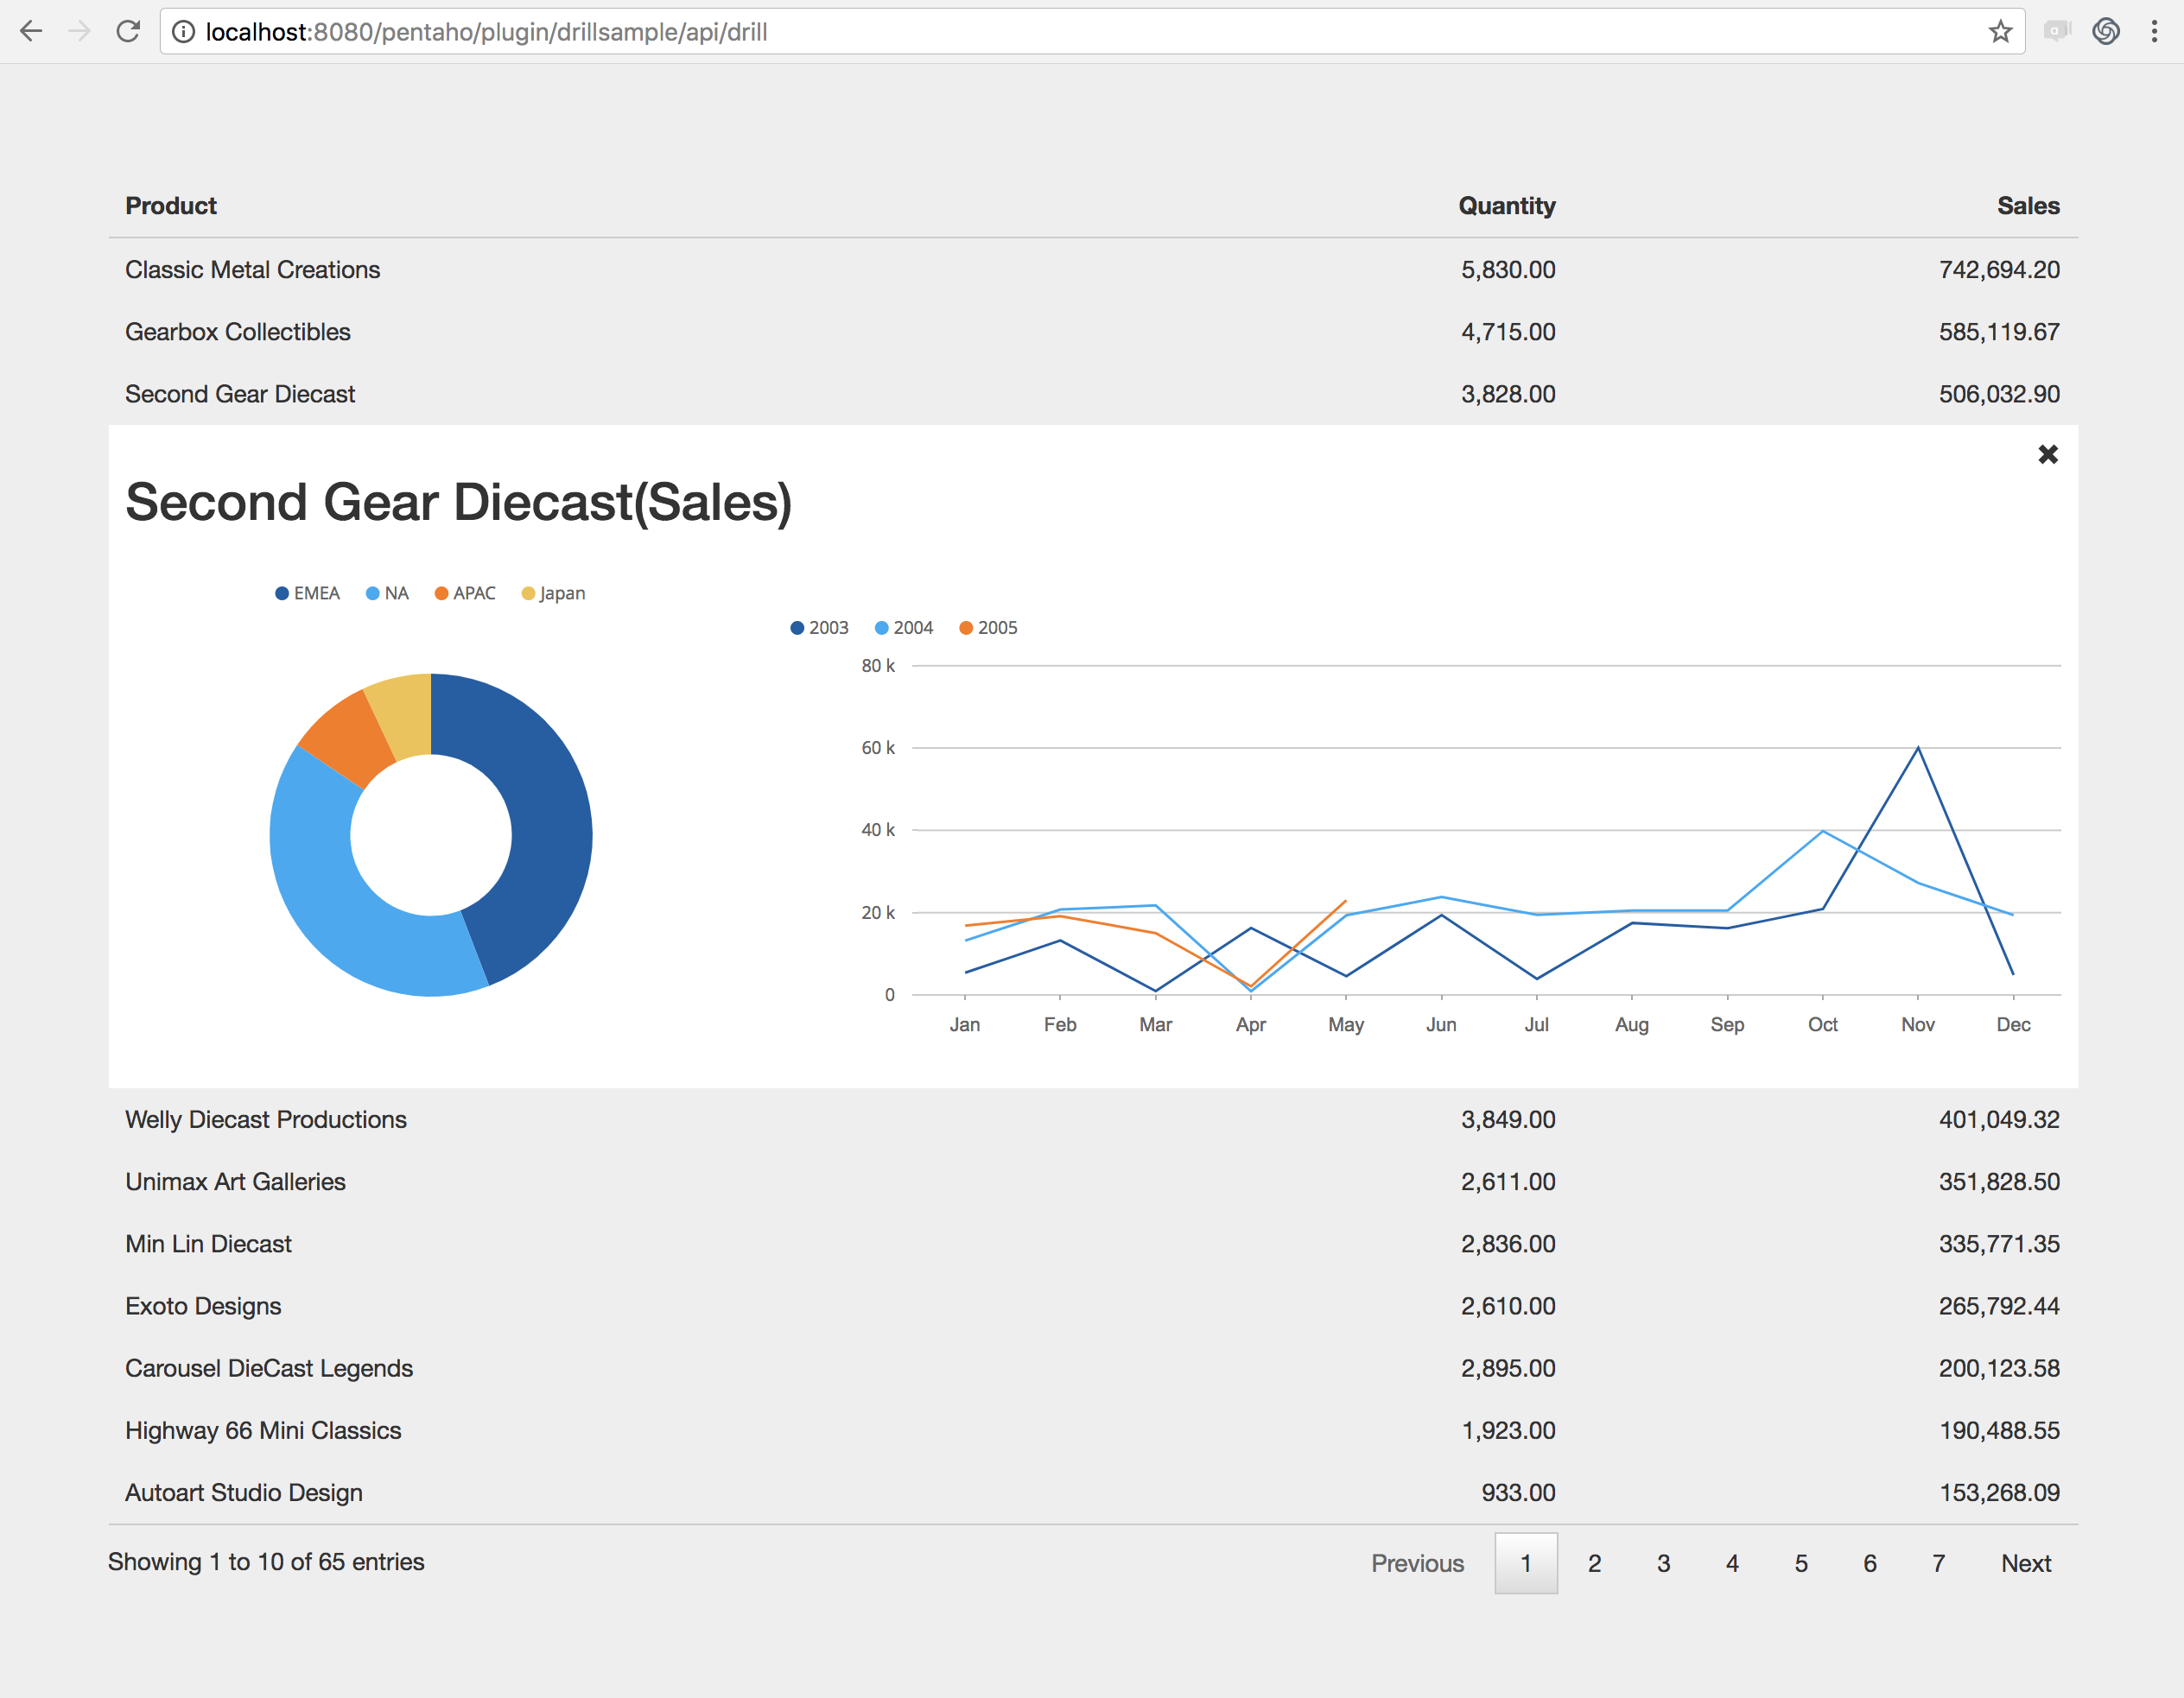 localhost:8080/pentaho/plugin/drillsample/api/drill
Product Quantity Sales
Classic Metal Creations 5,830.00 742,694.20
Gearbox Collectibles 4,715.00 585,119.67
Second Gear Diecast 3,828.00 506,032.90
Second Gear Diecast(Sales)
EMEA NA APAC Japan
2003 2004 2005
80 k
60 k
40 k
20 k
0
Jan Feb Mar Apr May Jun Jul Aug Sep Oct Nov Dec
Welly Diecast Productions 3,849.00 401,049.32
Unimax Art Galleries 2,611.00 351,828.50
Min Lin Diecast 2,836.00 335,771.35
Exoto Designs 2,610.00 265,792.44
Carousel DieCast Legends 2,895.00 200,123.58
Highway 66 Mini Classics 1,923.00 190,488.55
Autoart Studio Design 933.00 153,268.09
Showing 1 to 10 of 65 entries Previous 1 2 3 4 5 6 7 Next